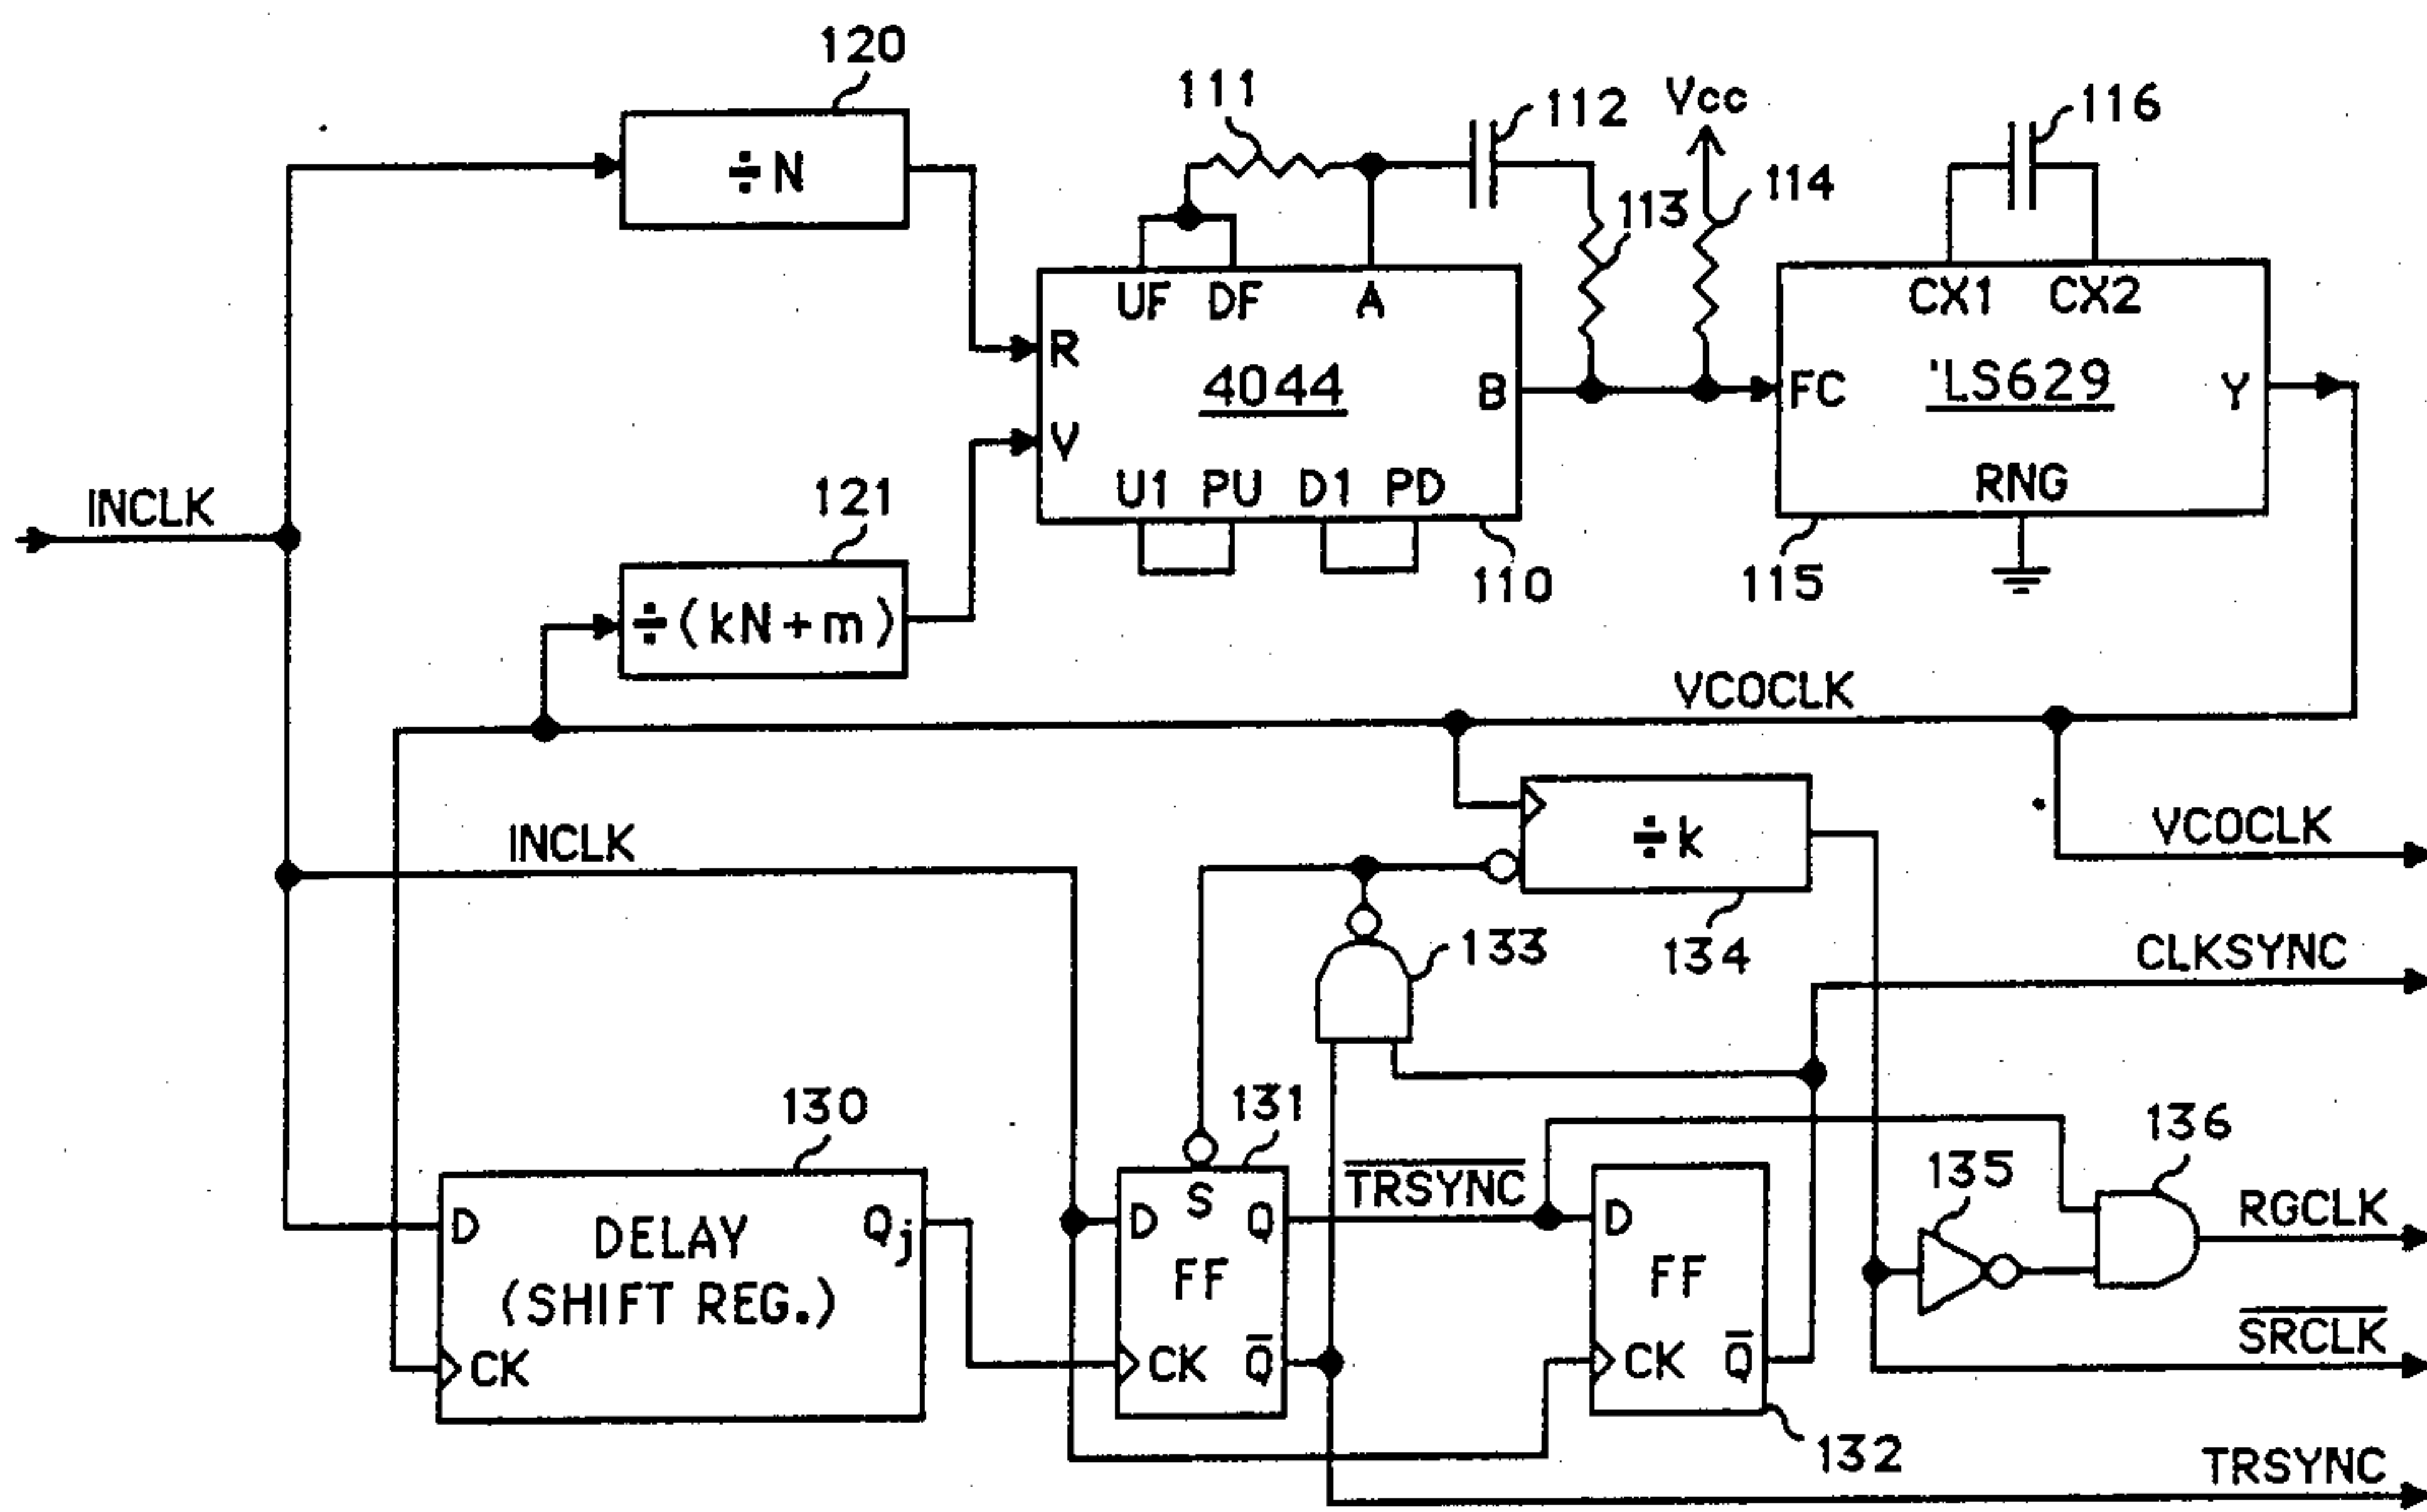 120
÷N
111
112
Vcc
116
113
114
UF DF A
CX1 CX2
R
4044
B
FC
'LS629
Y
V
U1 PU D1 PD
RNG
INCLK
121
110
115
÷(kN+m)
VCOCLK
INCLK
÷k
VCOCLK
133
134
CLKSYNC
130
131
136
D
DELAY
(SHIFT REG.)
Qj
CK
S
D
Q
FF
CK
Q̅
T̅R̅S̅Y̅N̅C̅
D
FF
CK
Q̅
135
RGCLK
S̅R̅C̅L̅K̅
132
TRSYNC